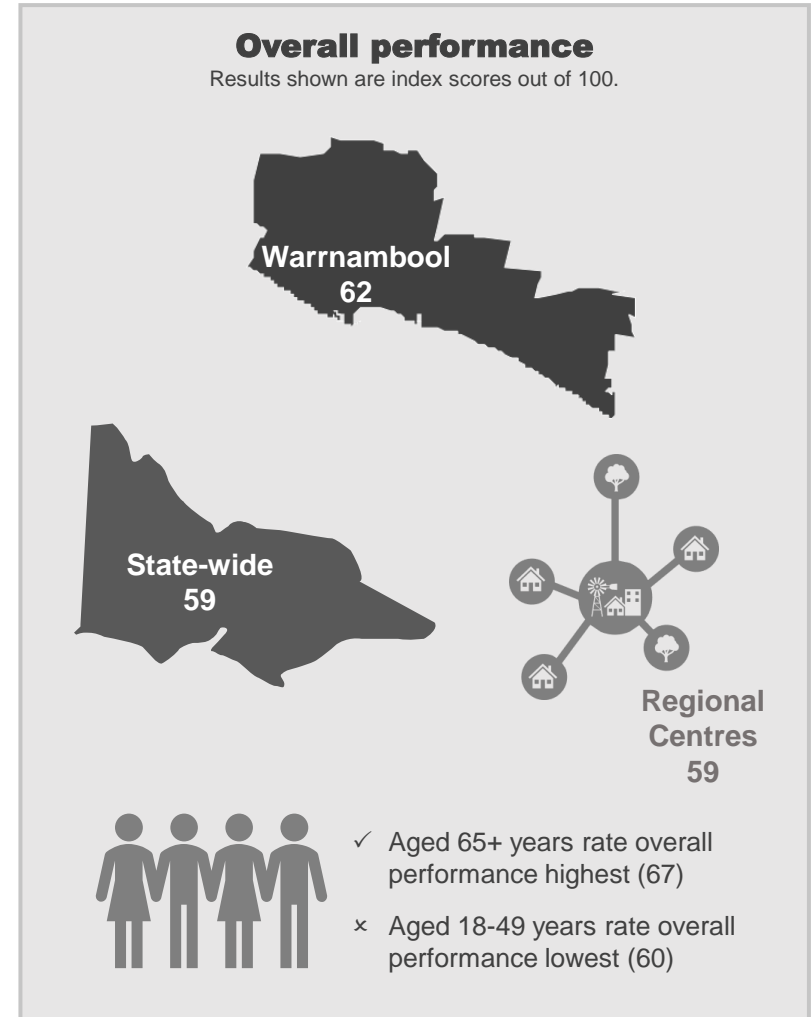 Overall performance
Results shown are index scores out of 100.
Warrnambool
62
State-wide
59
Regional
Centres
59
✓ Aged 65+ years rate overall
performance highest (67)
× Aged 18-49 years rate overall
performance lowest (60)